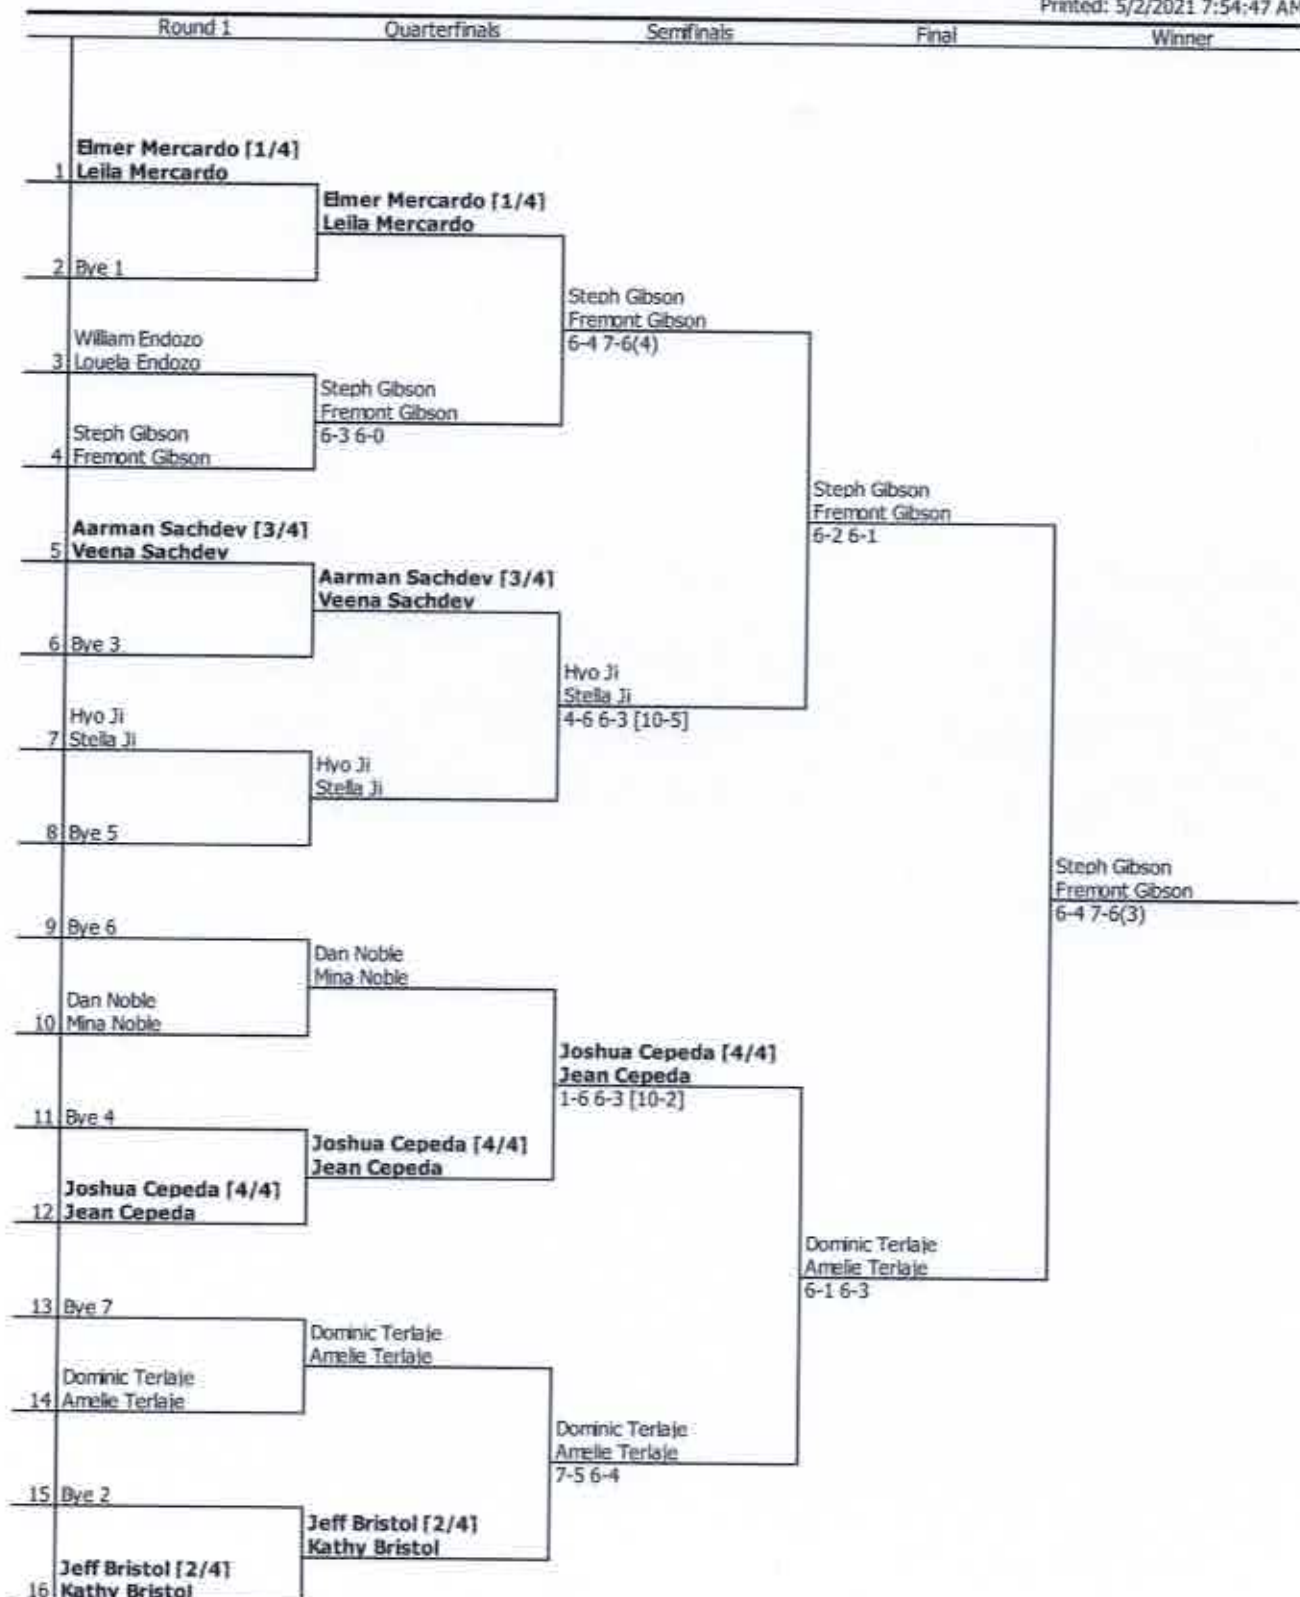 Printed: 5/2/2021 7:54:47 AM
Round 1 Quarterfinals Semifinals Final Winner
Elmer Mercardo [1/4]
1 Leila Mercardo
Elmer Mercardo [1/4]
Leila Mercardo
2 Bye 1
Steph Gibson
Fremont Gibson
6-4 7-6(4)
William Endozo
3 Louela Endozo
Steph Gibson
Fremont Gibson
6-3 6-0
Steph Gibson
4 Fremont Gibson
Steph Gibson
Fremont Gibson
6-2 6-1
Aarman Sachdev [3/4]
5 Veena Sachdev
Aarman Sachdev [3/4]
Veena Sachdev
6 Bye 3
Hyo Ji
Stella Ji
4-6 6-3 [10-5]
Hyo Ji
7 Stella Ji
Hyo Ji
Stella Ji
8 Bye 5
Steph Gibson
Fremont Gibson
6-4 7-6(3)
9 Bye 6
Dan Noble
Mina Noble
Dan Noble
10 Mina Noble
Joshua Cepeda [4/4]
Jean Cepeda
1-6 6-3 [10-2]
11 Bye 4
Joshua Cepeda [4/4]
Jean Cepeda
Joshua Cepeda [4/4]
12 Jean Cepeda
Dominic Terlaje
Amelie Terlaje
6-1 6-3
13 Bye 7
Dominic Terlaje
Amelie Terlaje
Dominic Terlaje
14 Amelie Terlaje
Dominic Terlaje
Amelie Terlaje
7-5 6-4
15 Bye 2
Jeff Bristol [2/4]
Kathy Bristol
Jeff Bristol [2/4]
16 Kathy Bristol